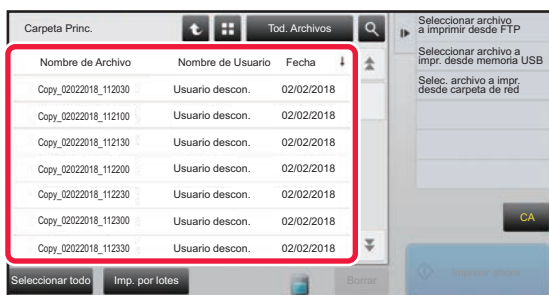 Carpeta Princ.
Tod. Archivos
Nombre de Archivo Nombre de Usuario Fecha
Copy_02022018_112030 Usuario descon. 02/02/2018
Copy_02022018_112100 Usuario descon. 02/02/2018
Copy_02022018_112130 Usuario descon. 02/02/2018
Copy_02022018_112200 Usuario descon. 02/02/2018
Copy_02022018_112230 Usuario descon. 02/02/2018
Copy_02022018_112300 Usuario descon. 02/02/2018
Copy_02022018_112330 Usuario descon. 02/02/2018
Seleccionar todo
Imp. por lotes
Borrar
Seleccionar archivo
a imprimir desde FTP
Seleccionar archivo a
impr. desde memoria USB
Selec. archivo a impr.
desde carpeta de red
CA